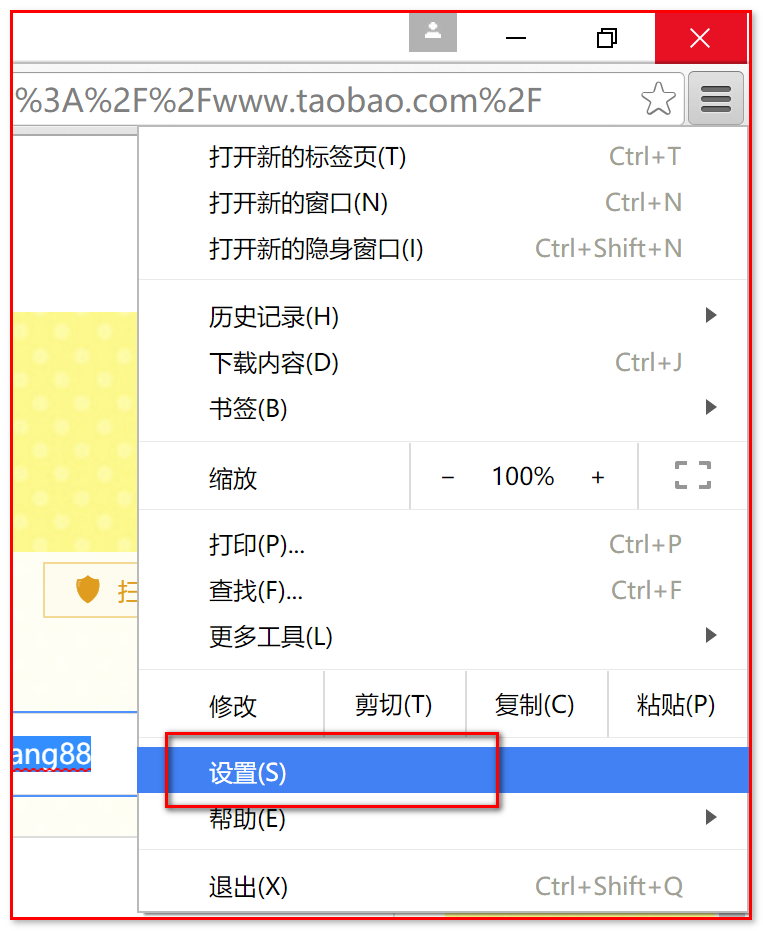 %3A%2F%2Fwww.taobao.com%2F
打开新的标签页(T) Ctrl+T
打开新的窗口(N) Ctrl+N
打开新的隐身窗口(I) Ctrl+Shift+N
历史记录(H)
下载内容(D) Ctrl+J
书签(B)
缩放 − 100% +
打印(P)... Ctrl+P
查找(F)... Ctrl+F
扫
更多工具(L)
修改 剪切(T) 复制(C) 粘贴(P)
ang88
设置(S)
帮助(E)
退出(X) Ctrl+Shift+Q